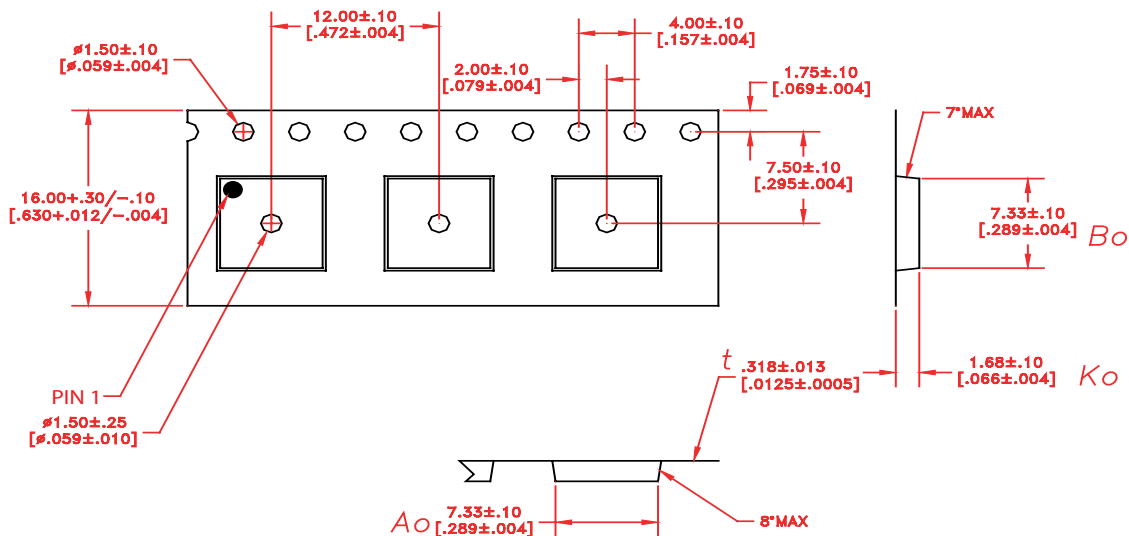 12.00±.10
[.472±.004]
4.00±.10
[.157±.004]
ø1.50±.10
[ø.059±.004]
2.00±.10
[.079±.004]
1.75±.10
[.069±.004]
7°MAX
16.00+.30/-.10
[.630+.012/-.004]
7.50±.10
[.295±.004]
7.33±.10
[.289±.004]
Bo
PIN 1
ø1.50±.25
[ø.059±.010]
t
.318±.013
[.0125±.0005]
1.68±.10
[.066±.004]
Ko
Ao
7.33±.10
[.289±.004]
8°MAX